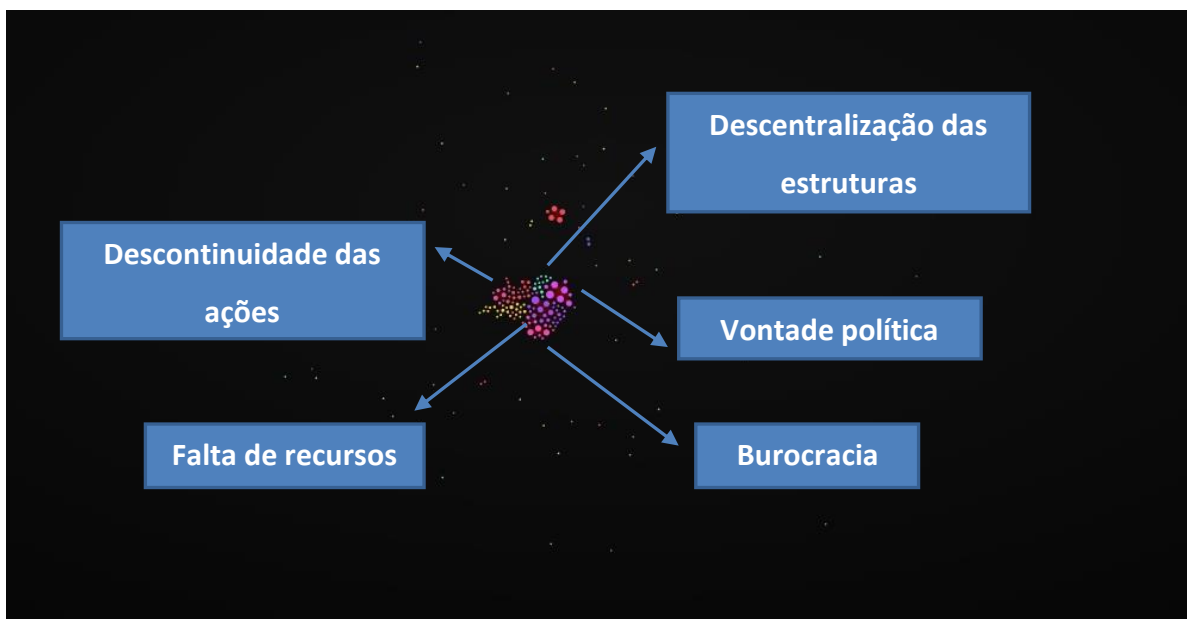 Descentralização das
estruturas
Descontinuidade das
ações
Vontade política
Falta de recursos
Burocracia